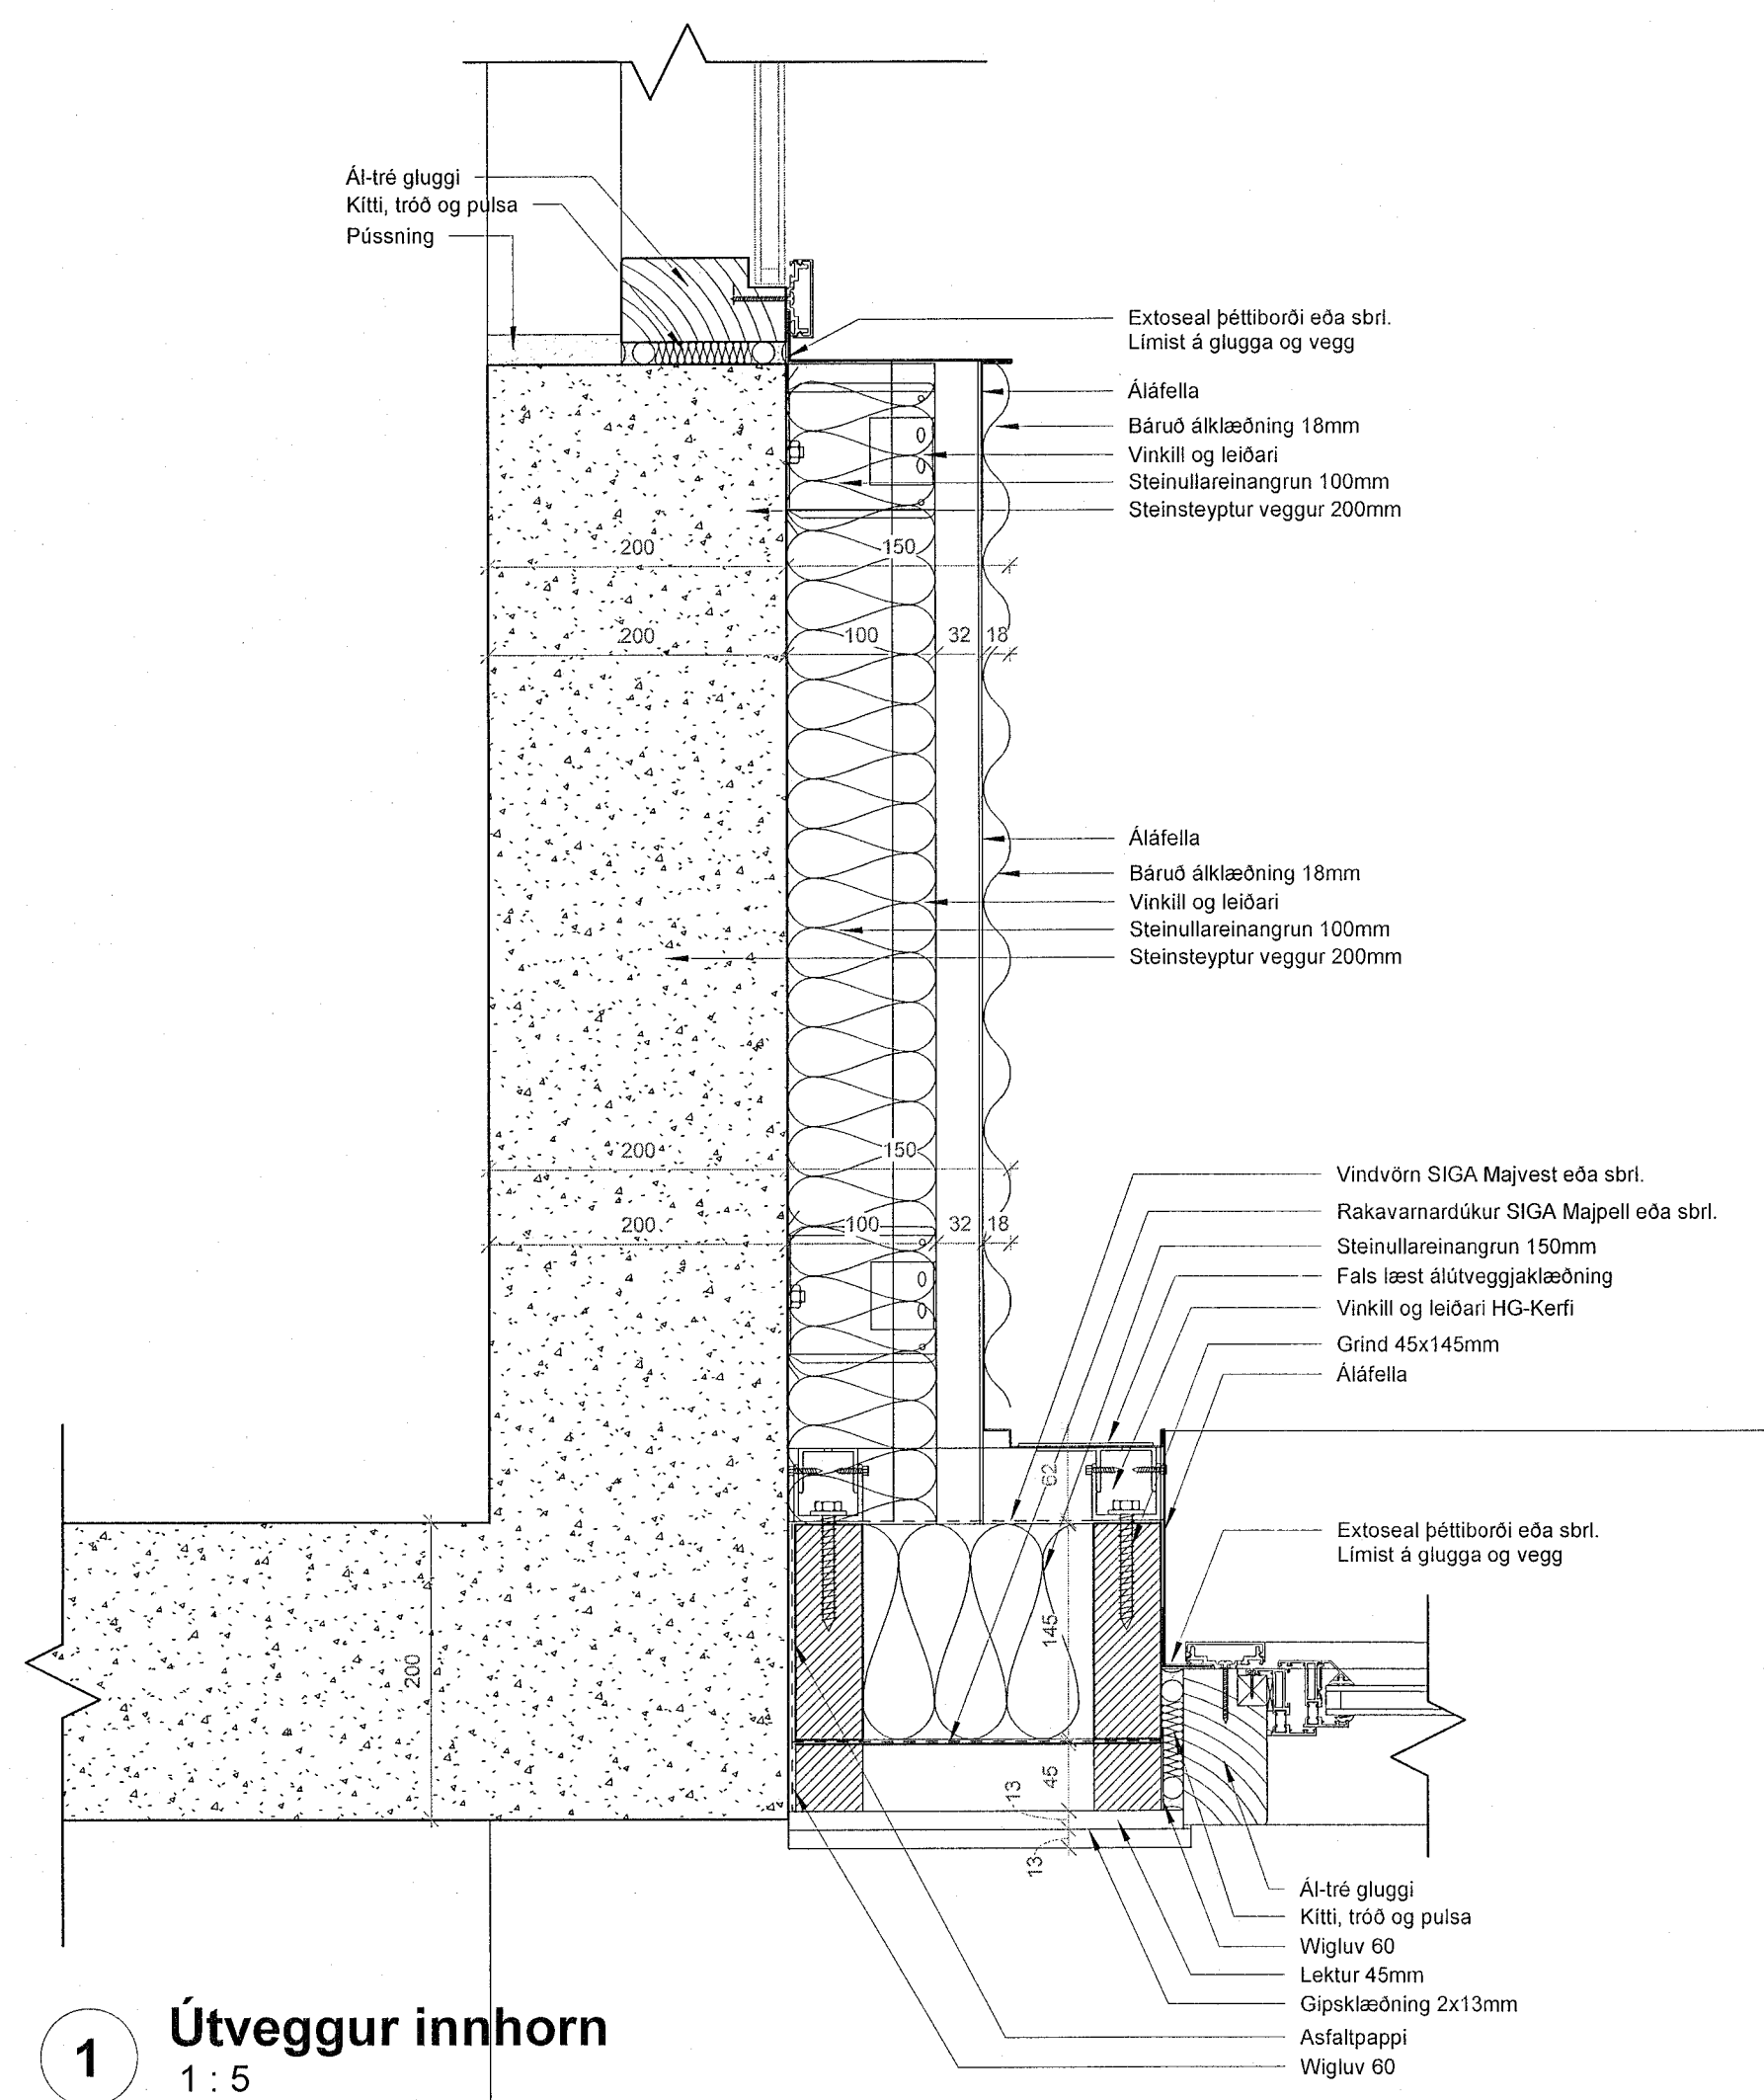 Ál-tré gluggi
Kítti, tróð og pulsa
Pússning
Extoseal þéttiborði eða sbrl.
Límist á glugga og vegg
Áláfella
Báruð álklæðning 18mm
Vinkill og leiðari
Steinullareinangrun 100mm
Steinsteyptur veggur 200mm
200 150
200 100 32 18
Áláfella
Báruð álklæðning 18mm
Vinkill og leiðari
Steinullareinangrun 100mm
Steinsteyptur veggur 200mm
200 150
200 100 32 18
Vindvörn SIGA Majvest eða sbrl.
Rakavarnardúkur SIGA Majpell eða sbrl.
Steinullareinangrun 150mm
Fals læst álútveggjaklæðning
Vinkill og leiðari HG-Kerfi
Grind 45x145mm
Áláfella
62
Extoseal þéttiborði eða sbrl.
Límist á glugga og vegg
145
200
45
13
13
Ál-tré gluggi
Kítti, tróð og pulsa
Wigluv 60
Lektur 45mm
Gipsklæðning 2x13mm
Asfaltpappi
Wigluv 60
1 Útveggur innhorn
1 : 5